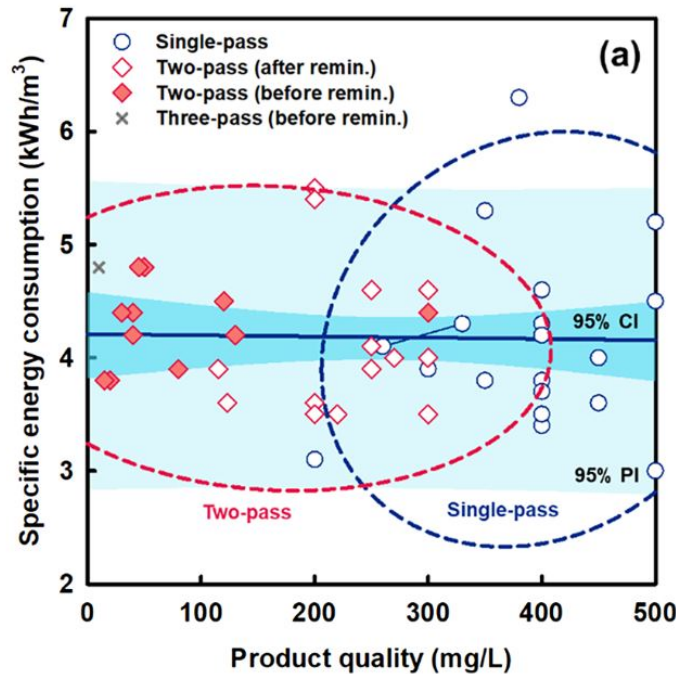 (a)
Single-pass
Two-pass (after remin.)
Two-pass (before remin.)
Three-pass (before remin.)
Specific energy consumption (kWh/m³)
7
6
5
4
3
2
95% CI
95% PI
Two-pass
Single-pass
0 100 200 300 400 500
Product quality (mg/L)